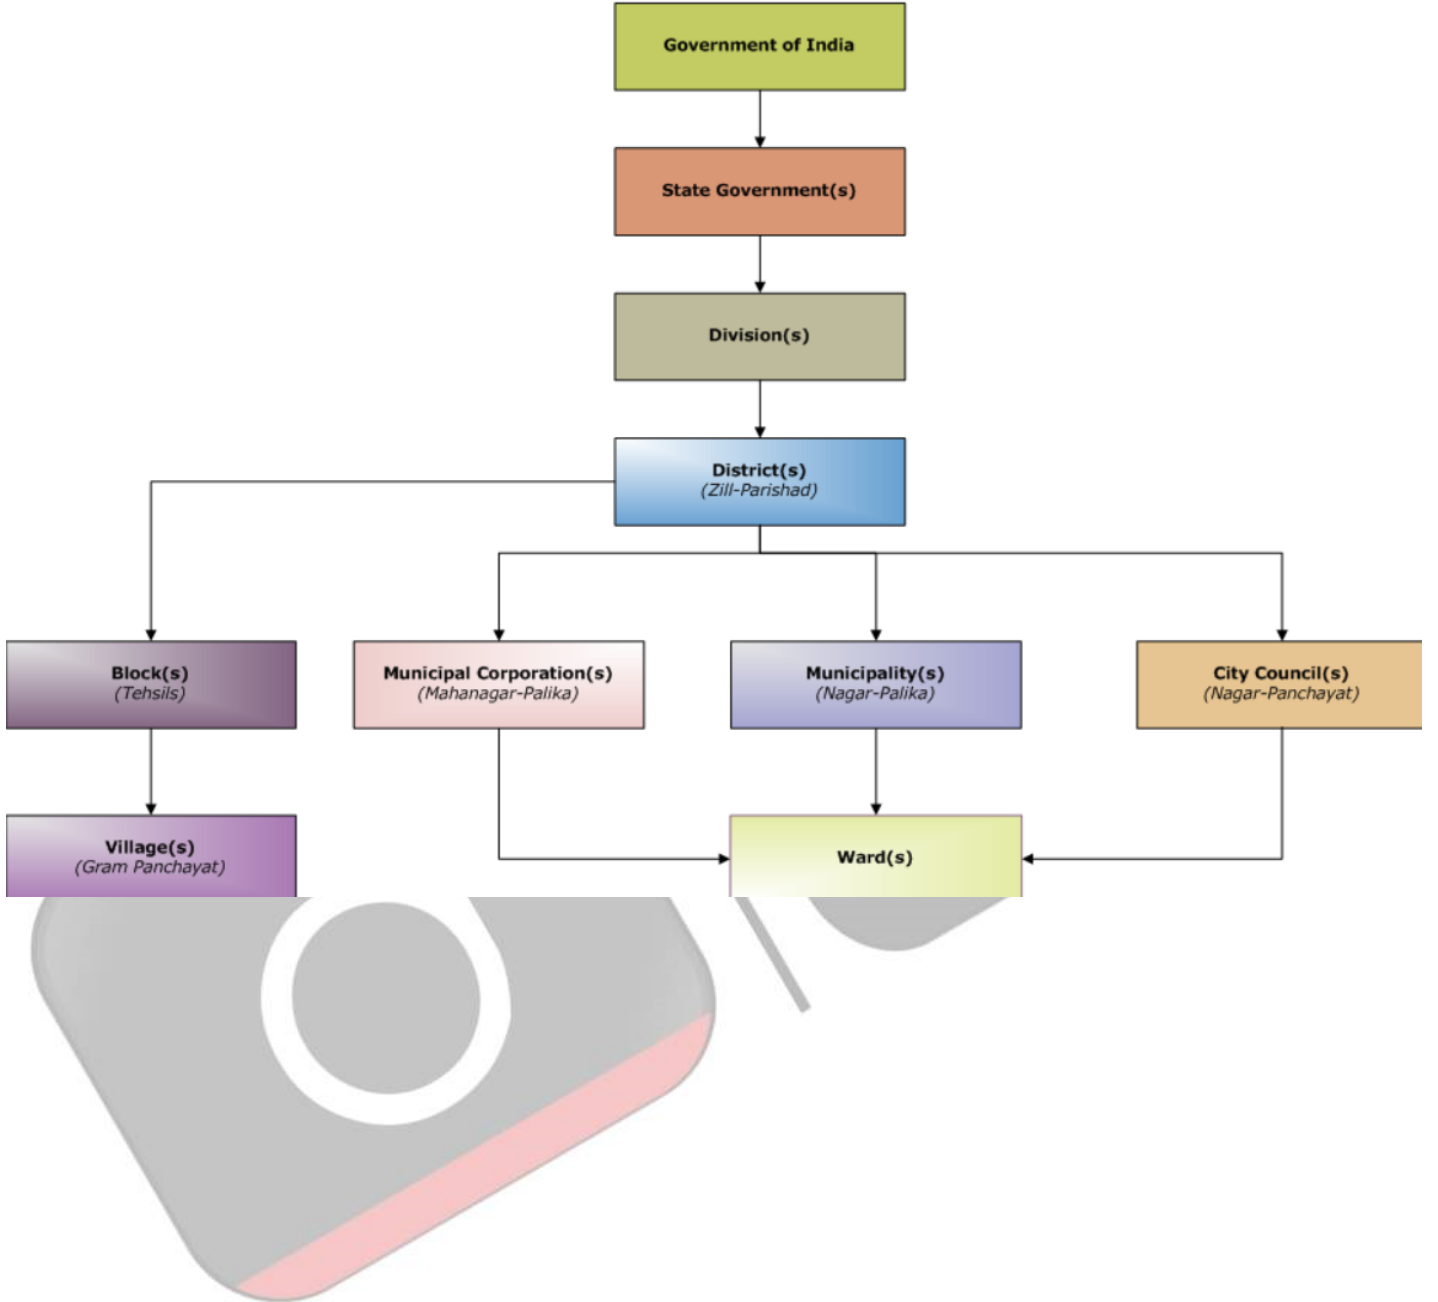 Government of India
State Government(s)
Division(s)
District(s)
(Zill-Parishad)
Block(s)
(Tehsils)
Municipal Corporation(s)
(Mahanagar-Palika)
Municipality(s)
(Nagar-Palika)
City Council(s)
(Nagar-Panchayat)
Village(s)
(Gram Panchayat)
Ward(s)